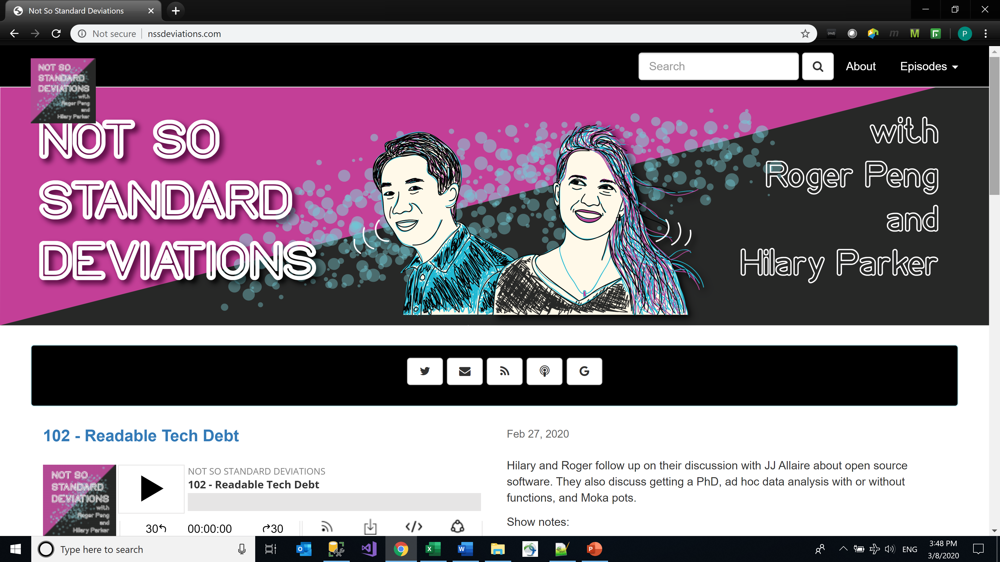 Not So Standard Deviations
Not secure
nssdeviations.com
(md)
m
M
P
NOT SO
STANDARD
DEVIATIONS
with
Roger Peng
and
Hilary Parker
Search
About
Episodes
NOT SO
STANDARD
DEVIATIONS
with
Roger Peng
and
Hilary Parker
102 - Readable Tech Debt
NOT SO
STANDARD
DEVIATIONS
with
Roger Peng
and
Hilary Parker
NOT SO STANDARD DEVIATIONS
102 - Readable Tech Debt
30 00:00:00 30
Feb 27, 2020
Hilary and Roger follow up on their discussion with JJ Allaire about open source
software. They also discuss getting a PhD, ad hoc data analysis with or without
functions, and Moka pots.
Show notes:
Type here to search
ENG
3:48 PM
3/8/2020